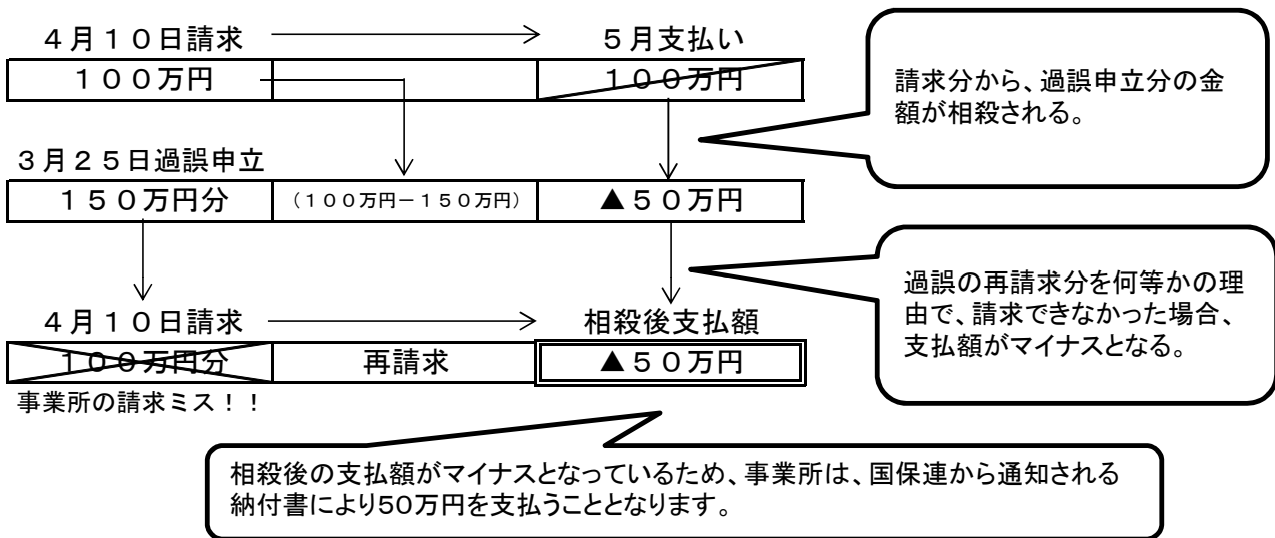 4月10日請求
5月支払い
100万円
100万円
請求分から、過誤申立分の金
額が相殺される。
3月25日過誤申立
150万円分
(100万円-150万円)
▲50万円
過誤の再請求分を何等かの理
由で、請求できなかった場合、
支払額がマイナスとなる。
4月10日請求
相殺後支払額
100万円分
再請求
▲50万円
事業所の請求ミス!!
相殺後の支払額がマイナスとなっているため、事業所は、国保連から通知される
納付書により50万円を支払うこととなります。